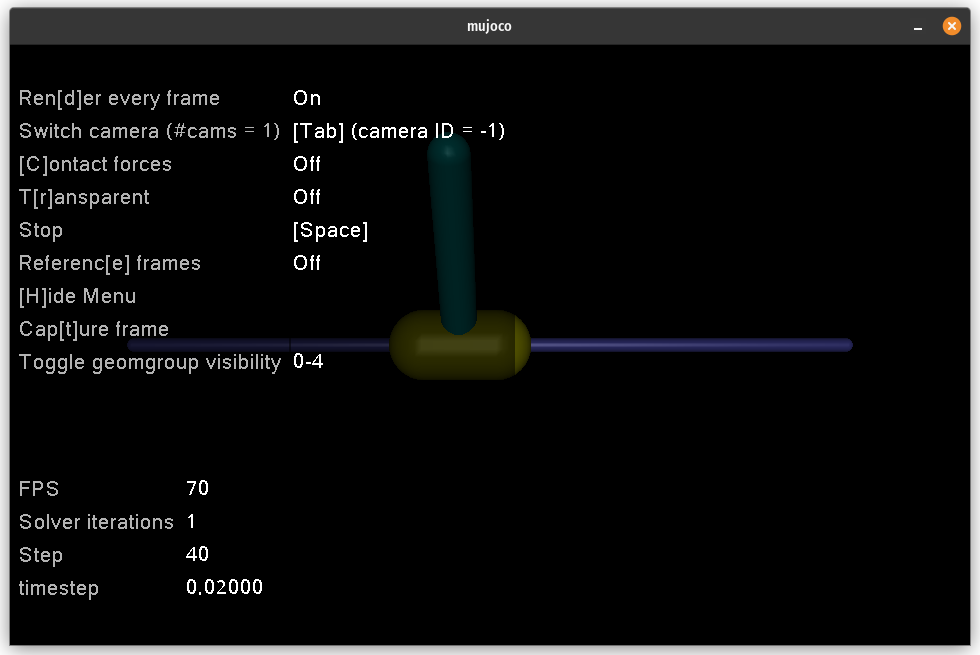 mujoco
Ren[d]er every frame On
Switch camera (#cams = 1) [Tab] (camera ID = -1)
[C]ontact forces Off
T[r]ansparent Off
Stop [Space]
Referenc[e] frames Off
[H]ide Menu
Cap[t]ure frame
Toggle geomgroup visibility 0-4
FPS 70
Solver iterations 1
Step 40
timestep 0.02000